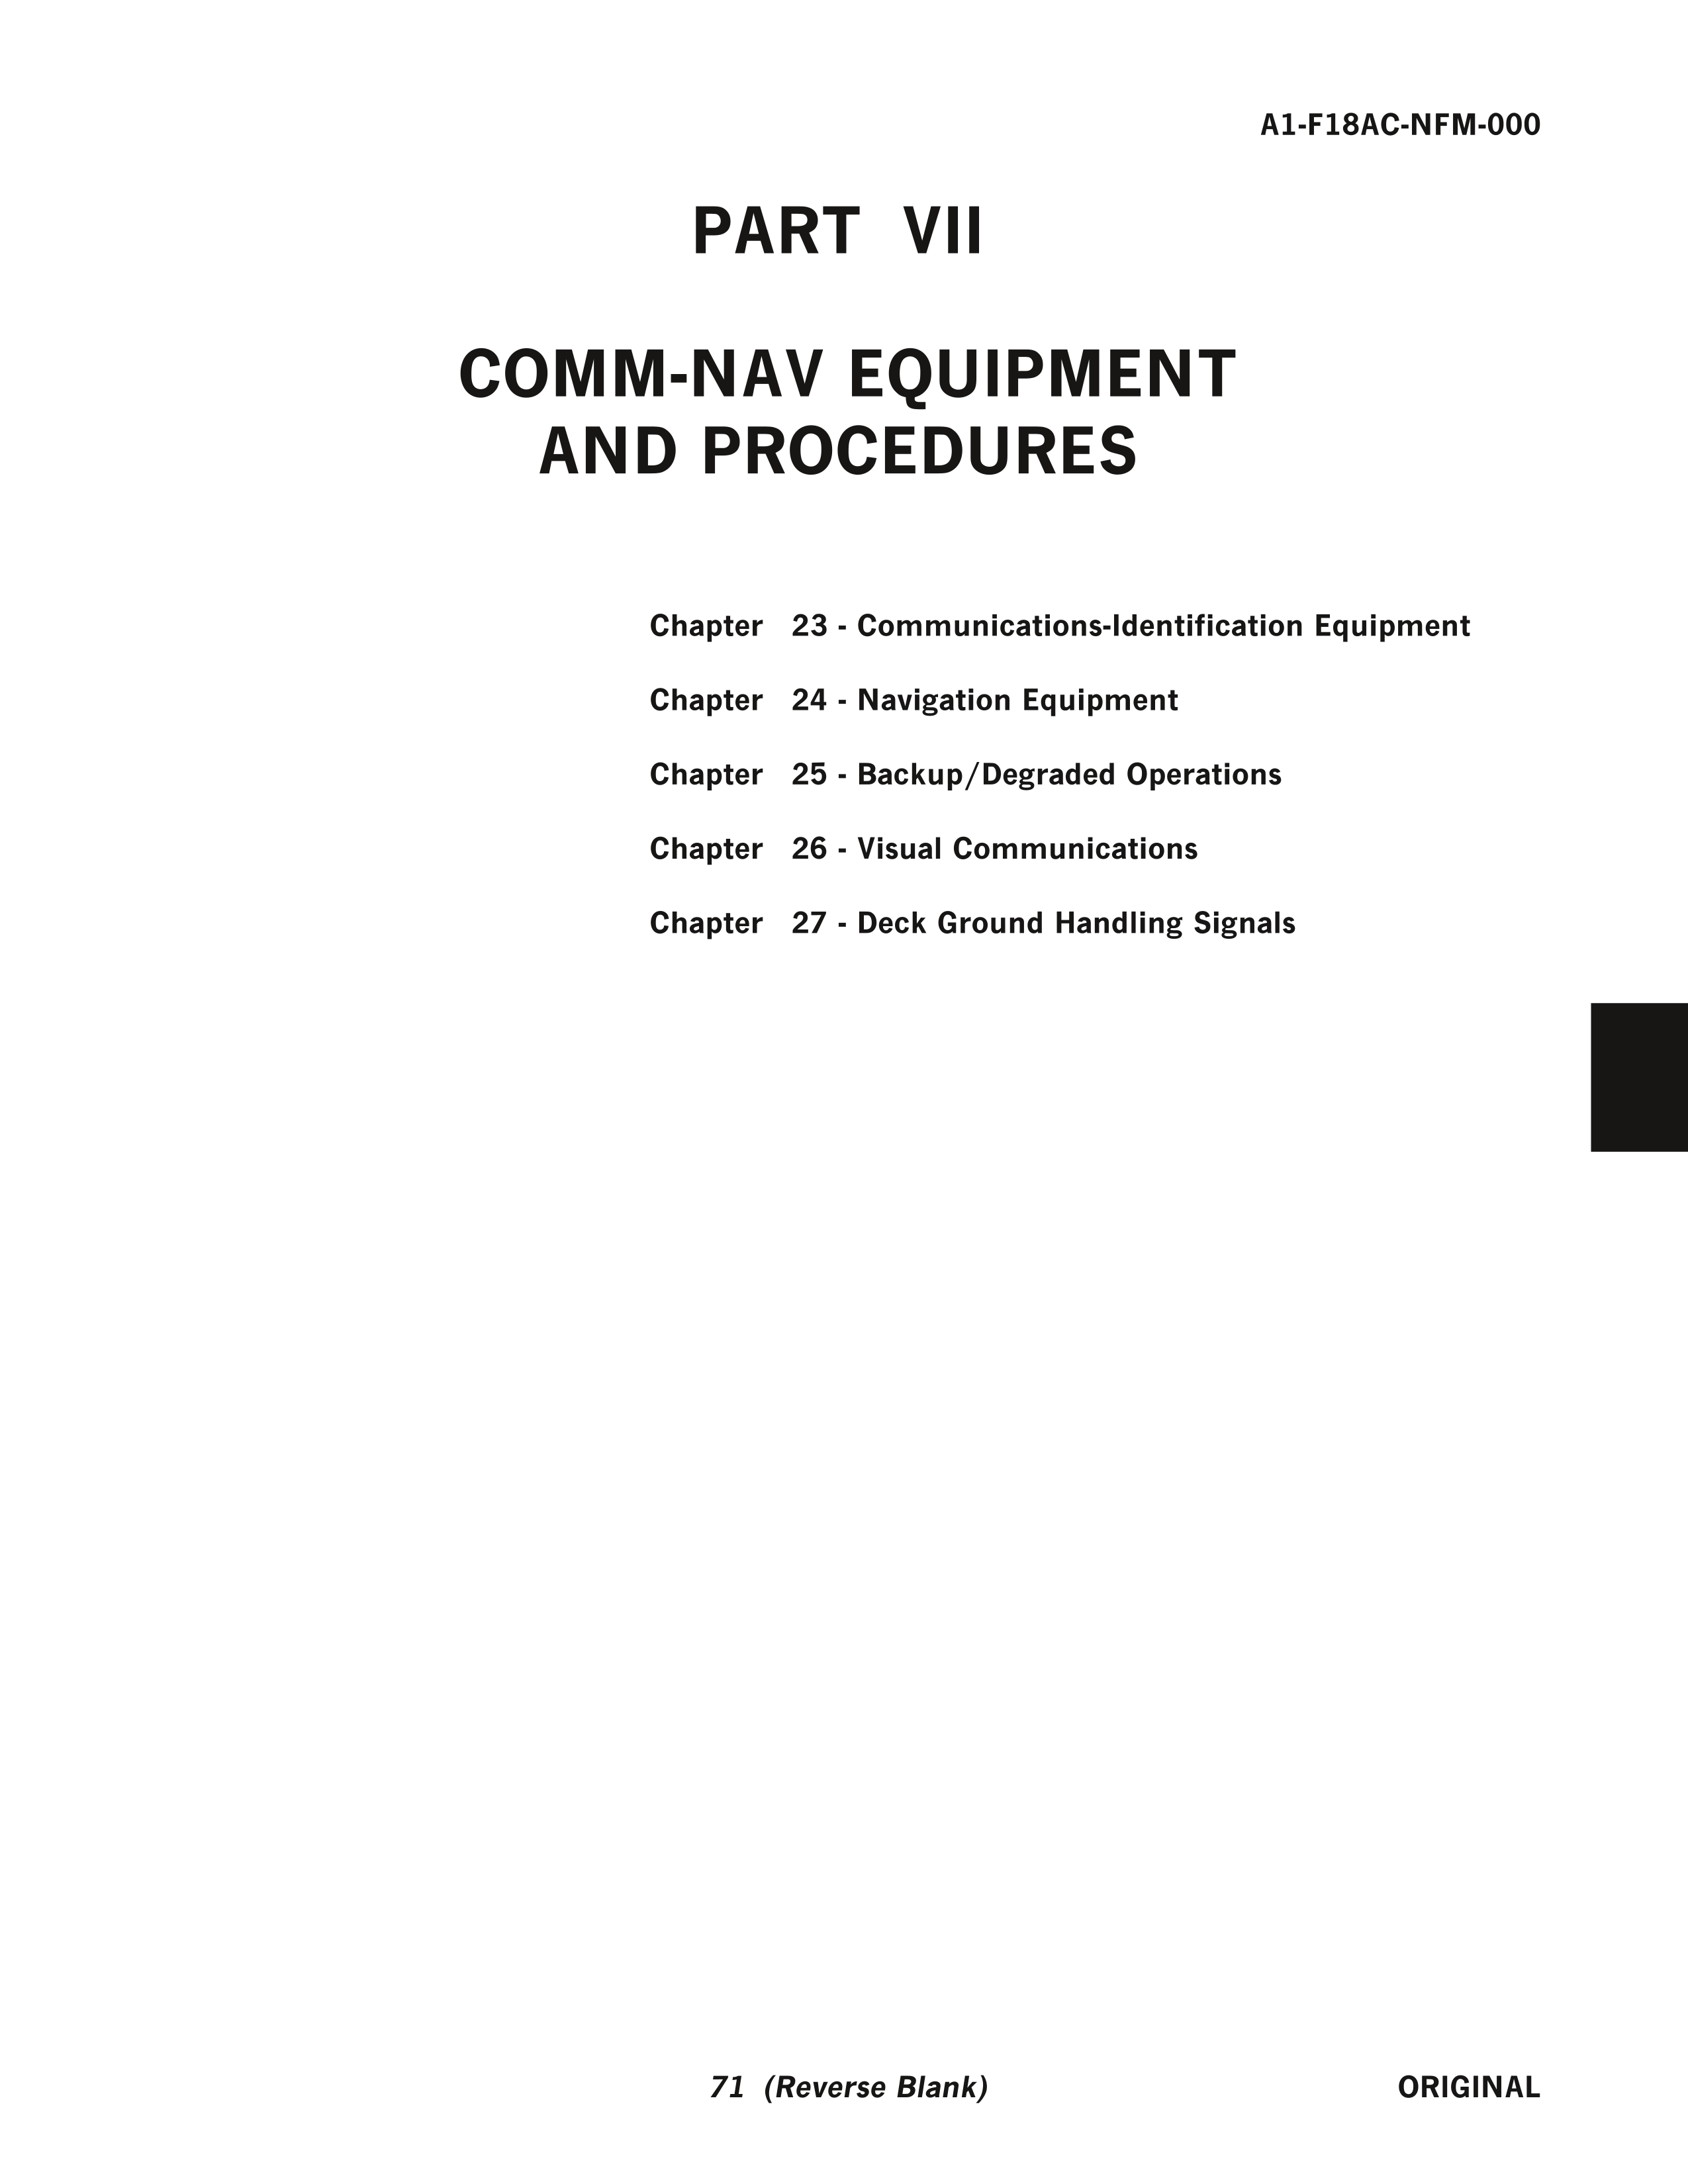 A1-F18AC-NFM-000
PART VII
COMM-NAV EQUIPMENT
AND PROCEDURES
Chapter 23 - Communications-Identification Equipment
Chapter 24 - Navigation Equipment
Chapter 25 - Backup/Degraded Operations
Chapter 26 - Visual Communications
Chapter 27 - Deck Ground Handling Signals
71 (Reverse Blank)
ORIGINAL